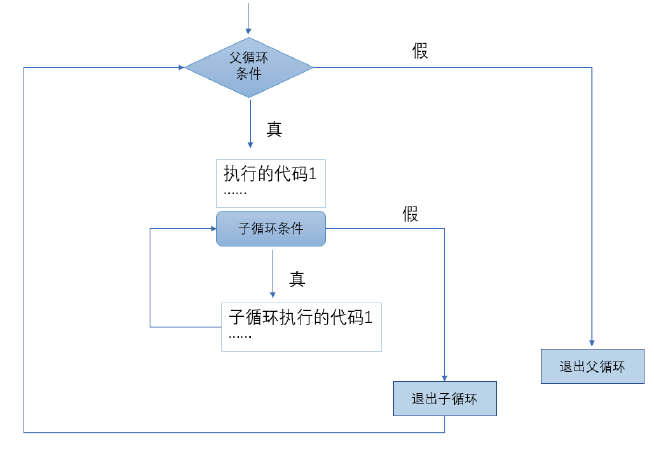 父循环
条件
假
真
执行的代码1
……
子循环条件
假
真
子循环执行的代码1
……
退出父循环
退出子循环